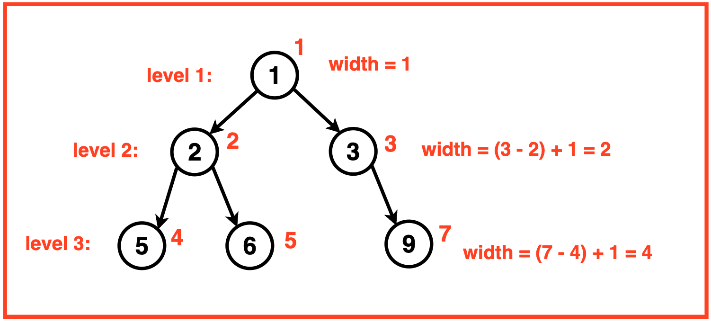 1
level 1: 1 width = 1
level 2: 2 2 3 3 width = (3 - 2) + 1 = 2
level 3: 5 4 6 5 9 7 width = (7 - 4) + 1 = 4